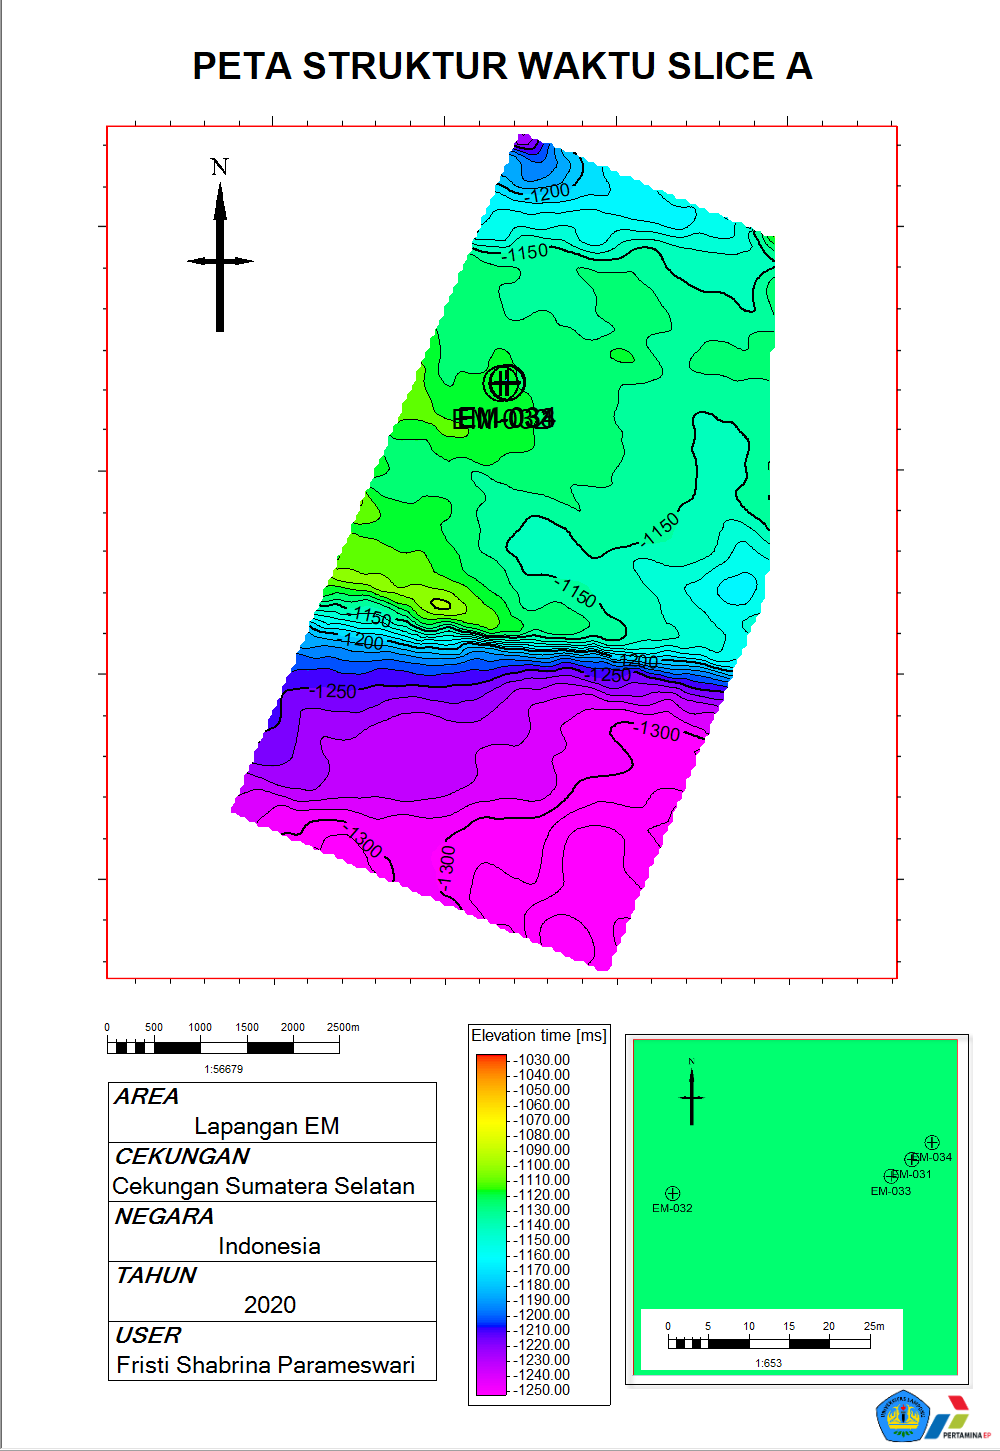 PETA STRUKTUR WAKTU SLICE A
N
-1200
-1150
EM-034
-1150
-1150
-1150
-1200
-1200
-1250
-1250
-1300
-1300
-1300
0 500 1000 1500 2000 2500m
1:56679
AREA
Lapangan EM
CEKUNGAN
Cekungan Sumatera Selatan
NEGARA
Indonesia
TAHUN
2020
USER
Fristi Shabrina Parameswari
Elevation time [ms]
-1030.00
-1040.00
-1050.00
-1060.00
-1070.00
-1080.00
-1090.00
-1100.00
-1110.00
-1120.00
-1130.00
-1140.00
-1150.00
-1160.00
-1170.00
-1180.00
-1190.00
-1200.00
-1210.00
-1220.00
-1230.00
-1240.00
-1250.00
N
EM-034
EM-031
EM-033
EM-032
0 5 10 15 20 25m
1:653
PERTAMINA EP